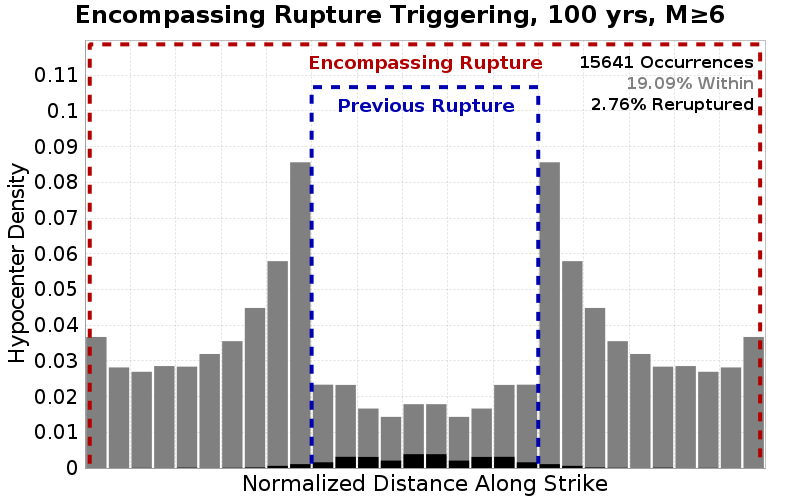 Encompassing Rupture Triggering, 100 yrs, M≥6
Encompassing Rupture
15641 Occurrences
19.09% Within
Previous Rupture
2.76% Reruptured
Hypocenter Density
0.11
0.1
0.09
0.08
0.07
0.06
0.05
0.04
0.03
0.02
0.01
0
Normalized Distance Along Strike